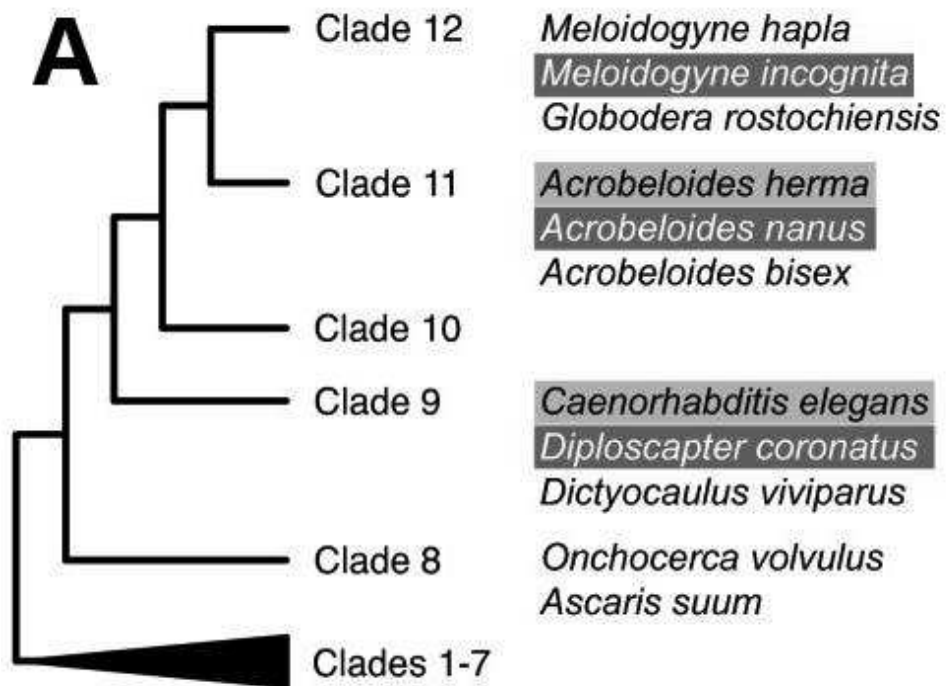 A
Clade 12 Meloidogyne hapla
Meloidogyne incognita
Globodera rostochiensis
Clade 11 Acrobeloides herma
Acrobeloides nanus
Acrobeloides bisex
Clade 10
Clade 9 Caenorhabditis elegans
Diploscapter coronatus
Dictyocaulus viviparus
Clade 8 Onchocerca volvulus
Ascaris suum
Clades 1-7